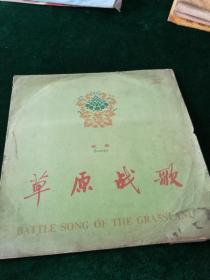 草原战歌
BATTLE SONG OF THE GRASSLAND